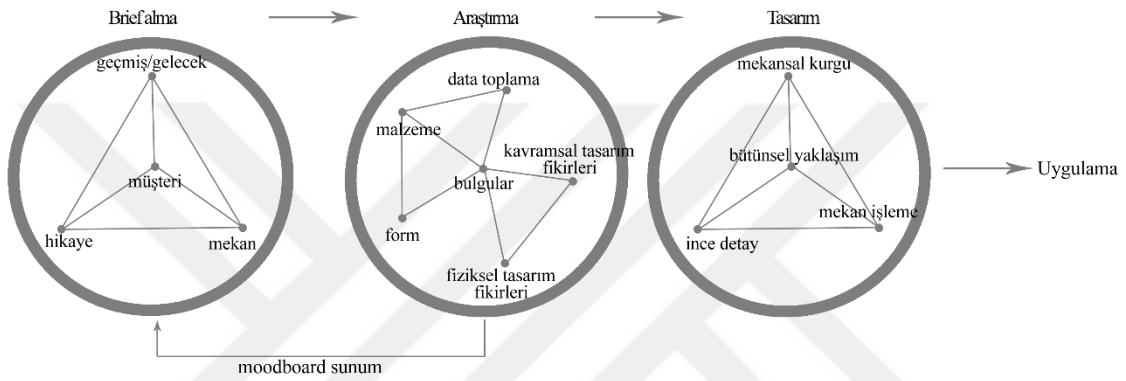 Brief alma
Araştırma
Tasarım
geçmiş/gelecek
müşteri
hikaye
mekan
data toplama
malzeme
kavramsal tasarım
fikirleri
bulgular
form
fiziksel tasarım
fikirleri
mekansal kurgu
bütünsel yaklaşım
mekan işleme
ince detay
Uygulama
moodboard sunum